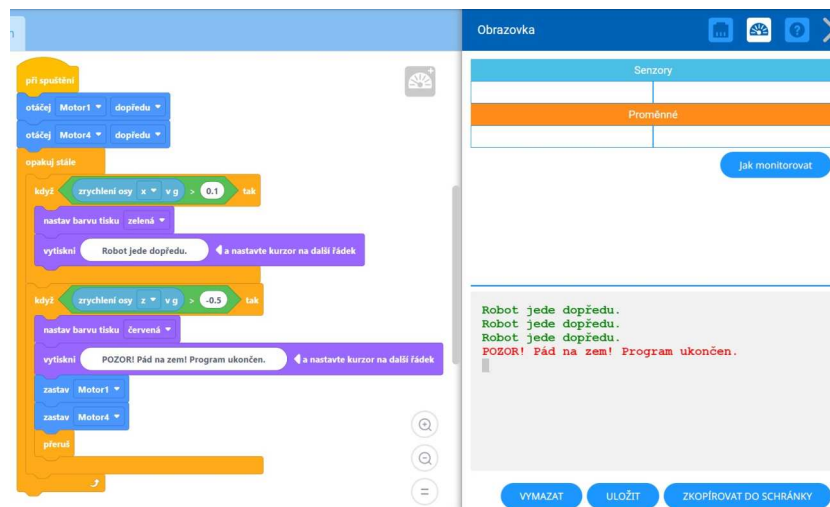 při spuštění
otáčej Motor1 dopředu
otáčej Motor4 dopředu
opakuj stále
když zrychlení osy x v g > 0.1 tak
nastav barvu tisku zelená
vytiskni Robot jede dopředu. a nastavte kurzor na další řádek
když zrychlení osy z v g > -0.5 tak
nastav barvu tisku červená
vytiskni POZOR! Pád na zem! Program ukončen. a nastavte kurzor na další řádek
zastav Motor1
zastav Motor4
přeruš
Obrazovka
Senzory
Proměnné
Jak monitorovat
Robot jede dopředu.
Robot jede dopředu.
Robot jede dopředu.
POZOR! Pád na zem! Program ukončen.
VYMAZAT ULOŽIT ZKOPÍROVAT DO SCHRÁNKY